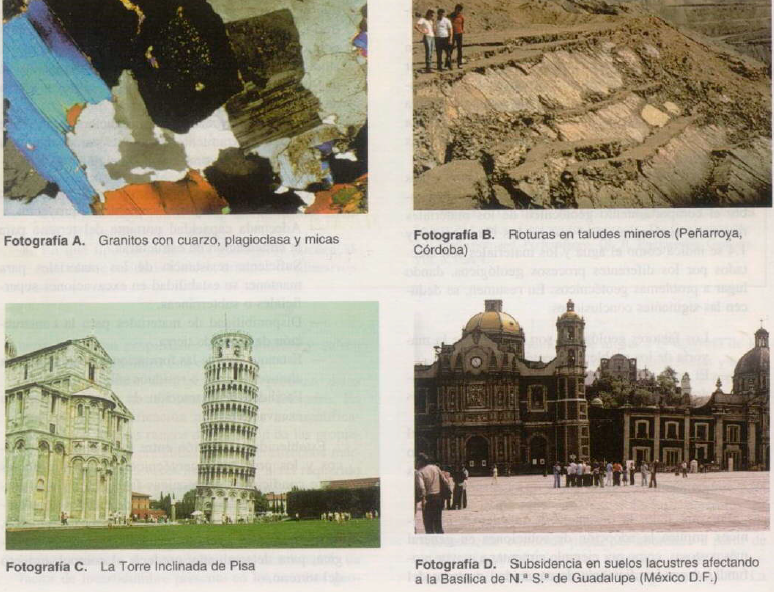 Fotografía A. Granitos con cuarzo, plagioclasa y micas
Fotografía B. Roturas en taludes mineros (Peñarroya,
Córdoba)
Fotografía C. La Torre Inclinada de Pisa
Fotografía D. Subsidencia en suelos lacustres afectando
a la Basílica de N.ª S.ª de Guadalupe (México D.F.)